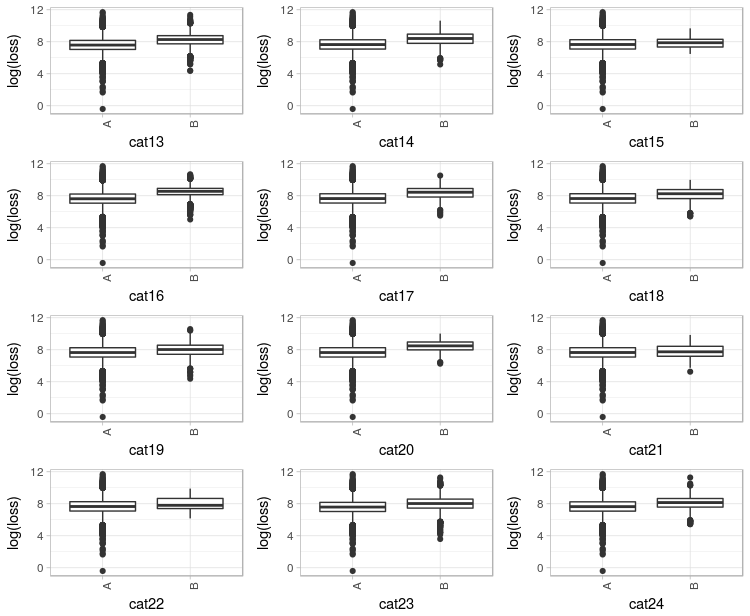 log(loss) 12 8 4 0 A B cat13
log(loss) 12 8 4 0 A B cat14
log(loss) 12 8 4 0 A B cat15
log(loss) 12 8 4 0 A B cat16
log(loss) 12 8 4 0 A B cat17
log(loss) 12 8 4 0 A B cat18
log(loss) 12 8 4 0 A B cat19
log(loss) 12 8 4 0 A B cat20
log(loss) 12 8 4 0 A B cat21
log(loss) 12 8 4 0 A B cat22
log(loss) 12 8 4 0 A B cat23
log(loss) 12 8 4 0 A B cat24